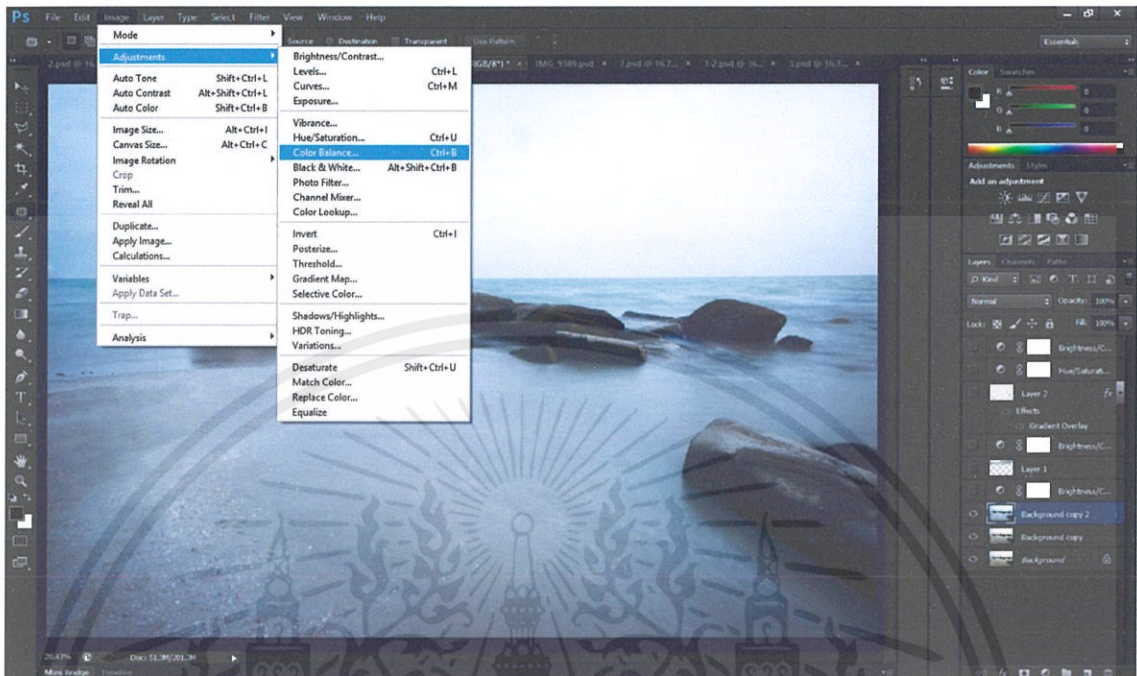 Ps File Edit Image Layer Type Select Filter View Window Help
Source Destination Transparent Use Pattern
Essentials
Mode
Adjustments
Auto Tone Shift+Ctrl+L
Auto Contrast Alt+Shift+Ctrl+L
Auto Color Shift+Ctrl+B
Image Size... Alt+Ctrl+I
Canvas Size... Alt+Ctrl+C
Image Rotation
Crop
Trim...
Reveal All
Duplicate...
Apply Image...
Calculations...
Variables
Apply Data Set...
Trap...
Analysis
Brightness/Contrast...
Levels... Ctrl+L
Curves... Ctrl+M
Exposure...
Vibrance...
Hue/Saturation... Ctrl+U
Color Balance... Ctrl+B
Black & White... Alt+Shift+Ctrl+B
Photo Filter...
Channel Mixer...
Color Lookup...
Invert Ctrl+I
Posterize...
Threshold...
Gradient Map...
Selective Color...
Shadows/Highlights...
HDR Toning...
Variations...
Desaturate Shift+Ctrl+U
Match Color...
Replace Color...
Equalize
Color Swatches
R 0
G 0
B 0
Adjustments Styles
Add an adjustment
Layers Channels Paths
Kind
Normal Opacity: 100%
Lock: Fill: 100%
Brightness/C...
Hue/Saturati...
Layer 2 fx
Effects
Gradient Overlay
Brightness/C...
Layer 1
Brightness/C...
Background copy 2
Background copy
Background
Mini Bridge Timeline